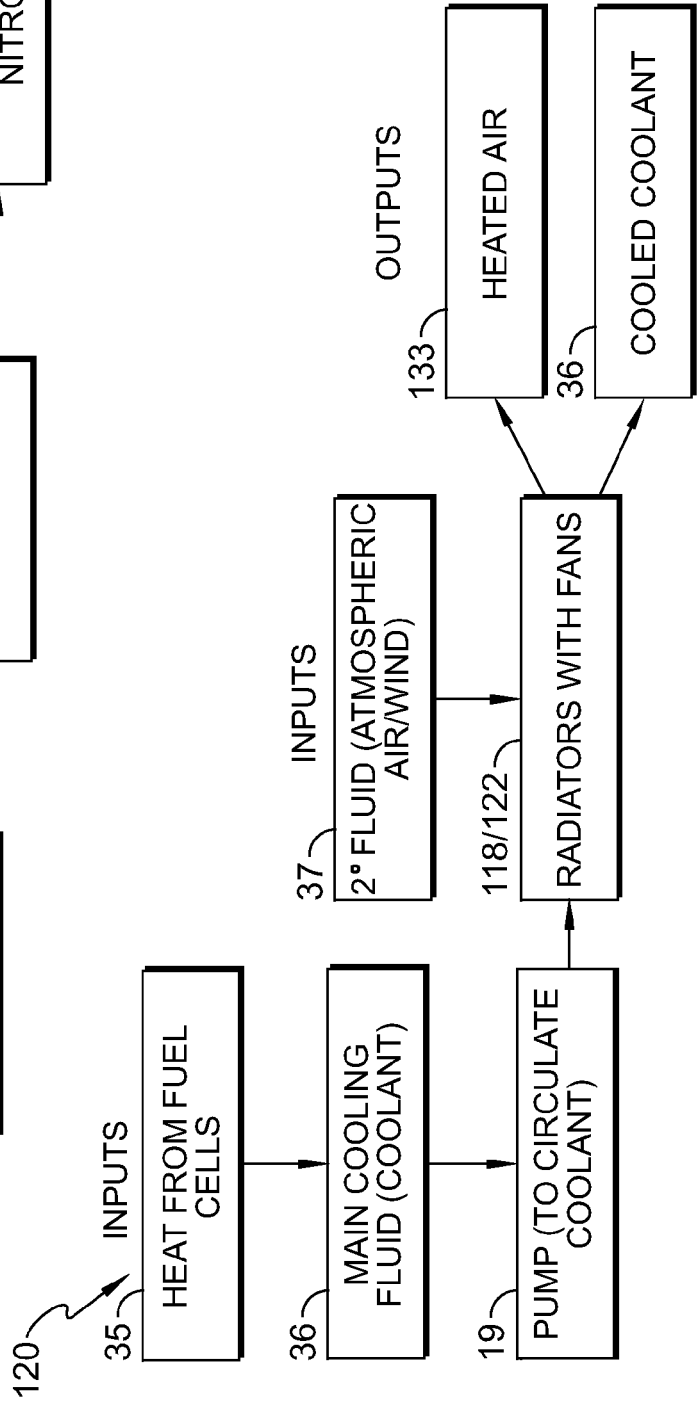 NITRO
120
INPUTS
35
HEAT FROM FUEL
CELLS
36
MAIN COOLING
FLUID (COOLANT)
19
PUMP (TO CIRCULATE
COOLANT)
INPUTS
37
2° FLUID (ATMOSPHERIC
AIR/WIND)
118/122
RADIATORS WITH FANS
OUTPUTS
133
HEATED AIR
36
COOLED COOLANT